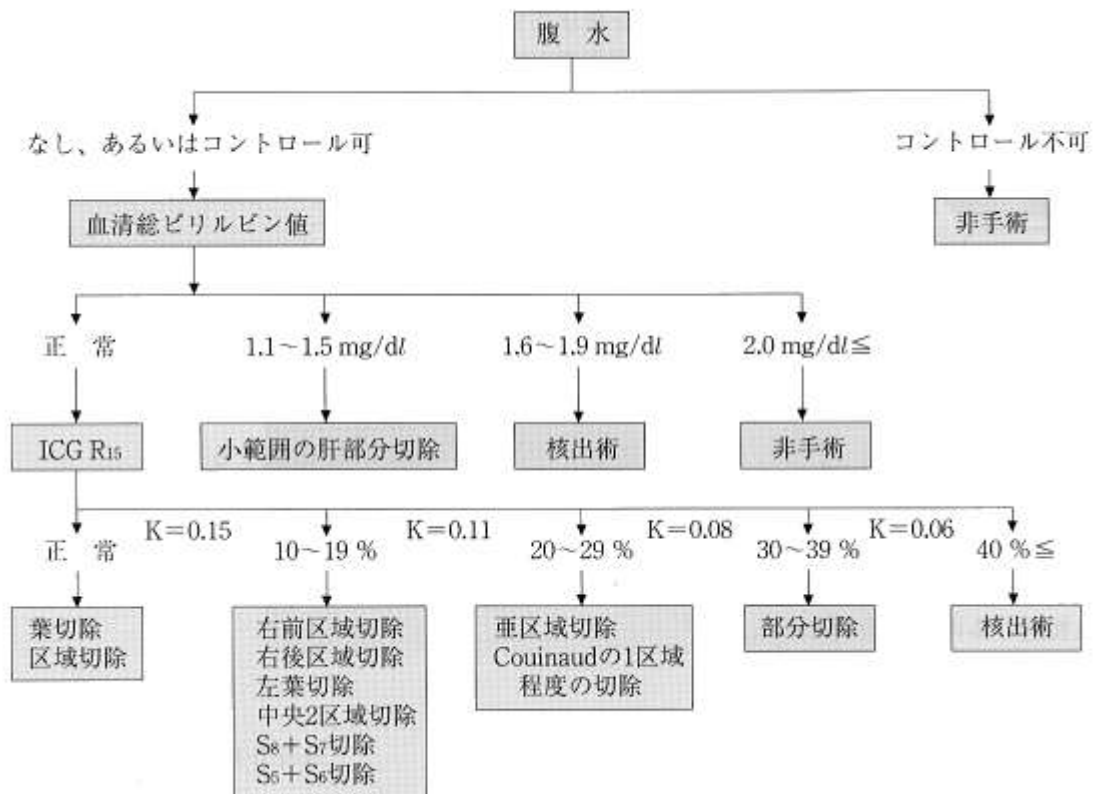 腹 水
なし、あるいはコントロール可
コントロール不可
血清総ビリルビン値
非手術
正 常
1.1~1.5 mg/dl
1.6~1.9 mg/dl
2.0 mg/dl≦
ICG R15
小範囲の肝部分切除
核出術
非手術
正 常
K=0.15
10~19 %
K=0.11
20~29 %
K=0.08
30~39 %
K=0.06
40 %≦
葉切除
区域切除
右前区域切除
右後区域切除
左葉切除
中央2区域切除
S8+S7切除
S5+S6切除
亜区域切除
Couinaudの1区域
程度の切除
部分切除
核出術